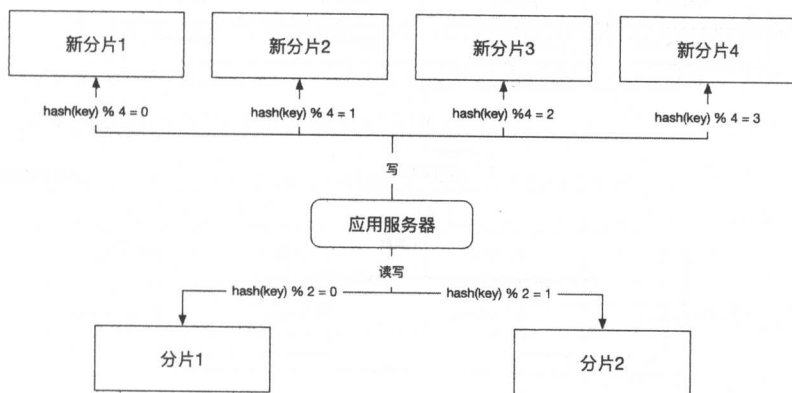 新分片1 新分片2 新分片3 新分片4
hash(key) % 4 = 0 hash(key) % 4 = 1 hash(key) %4 = 2 hash(key) % 4 = 3
写
应用服务器
读写
hash(key) % 2 = 0 hash(key) % 2 = 1
分片1 分片2